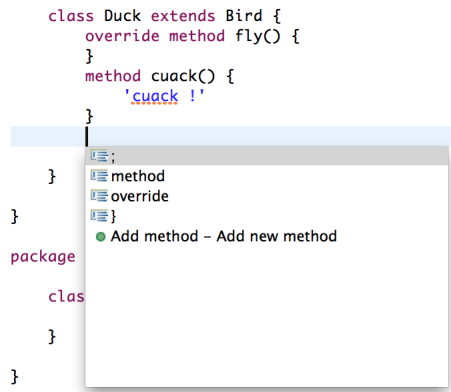 class Duck extends Bird {
override method fly() {
}
method cuack() {
'cuack !'
}
;
method
}
override
}
}
Add method – Add new method
package
clas
}
}